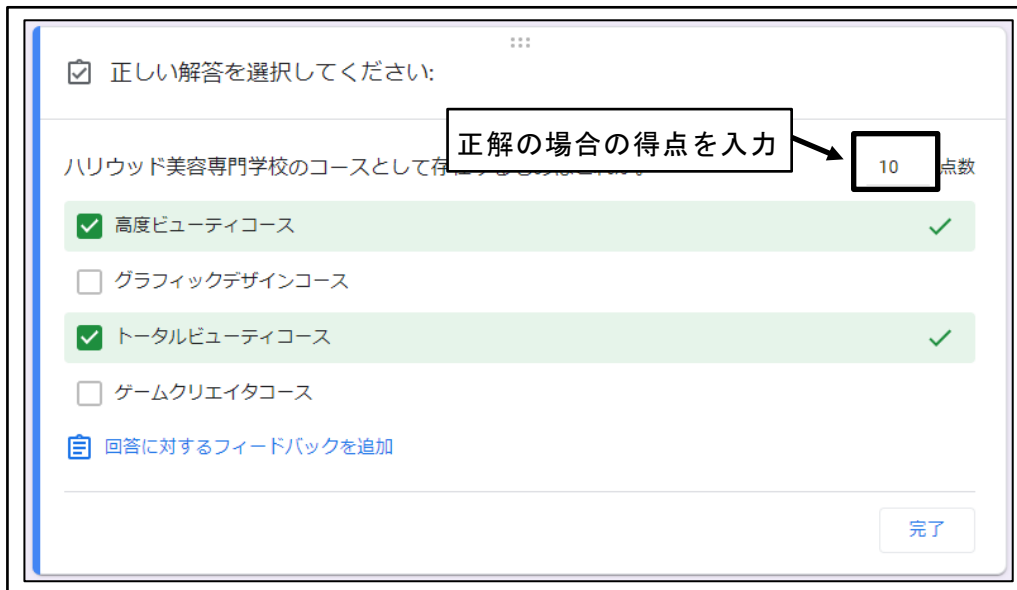 正しい解答を選択してください:
正解の場合の得点を入力
ハリウッド美容専門学校のコースとして存
10 点数
高度ビューティコース
グラフィックデザインコース
トータルビューティコース
ゲームクリエイタコース
回答に対するフィードバックを追加
完了